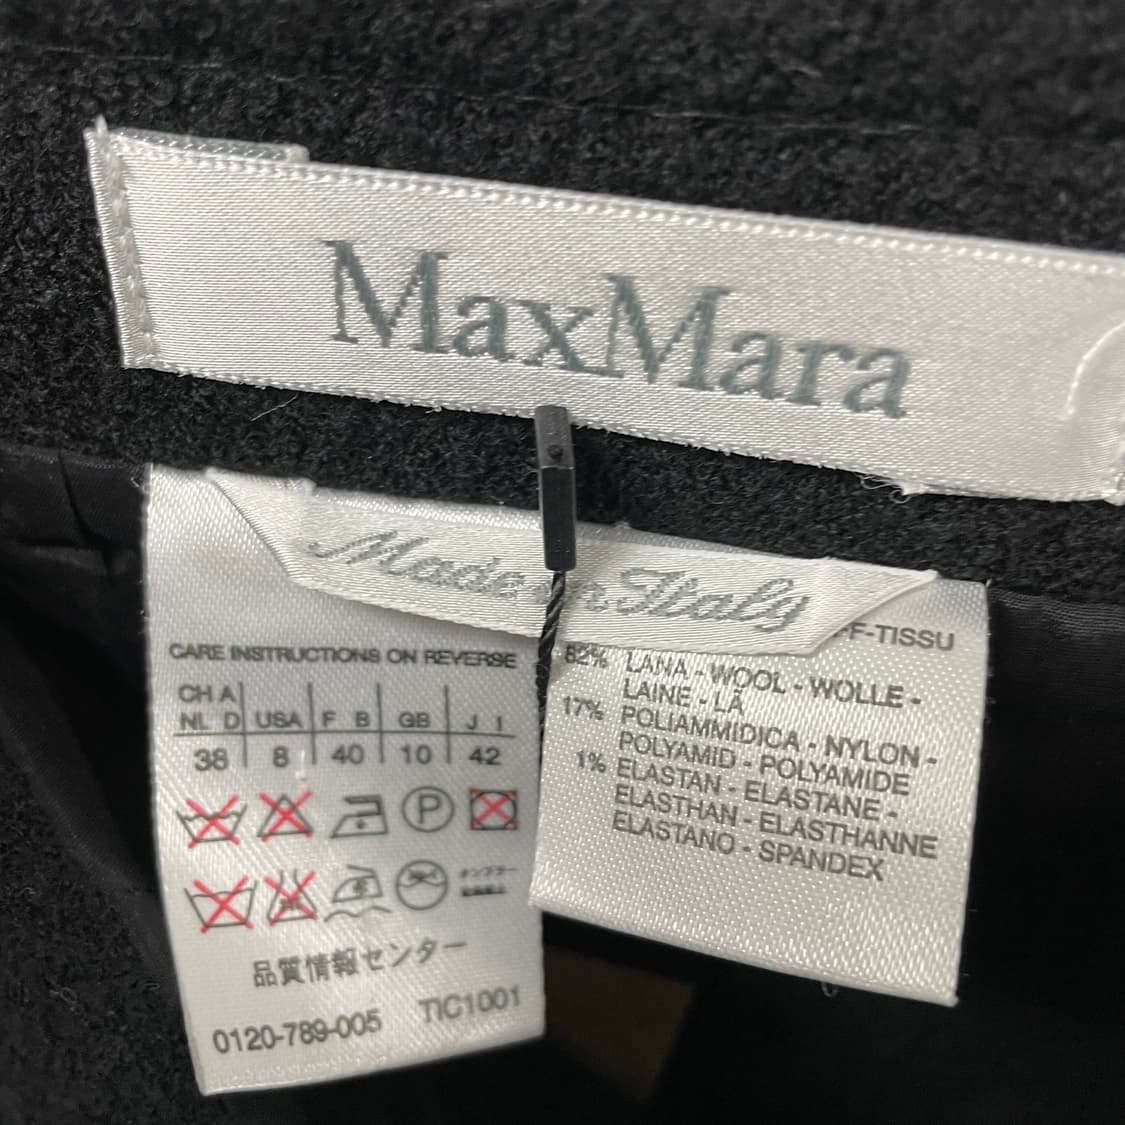 MaxMara
Made in Italy
CARE INSTRUCTIONS ON REVERSE
CH A
NL D USA F B GB J I
38 8 40 10 42
P
品質情報センター
0120-789-005 TIC1001
FF-TISSU
82% LANA - WOOL - WOLLE -
LAINE - LÃ
17% POLIAMMIDICA - NYLON -
POLYAMID - POLYAMIDE
1% ELASTAN - ELASTANE -
ELASTHAN - ELASTHANNE
ELASTANO - SPANDEX